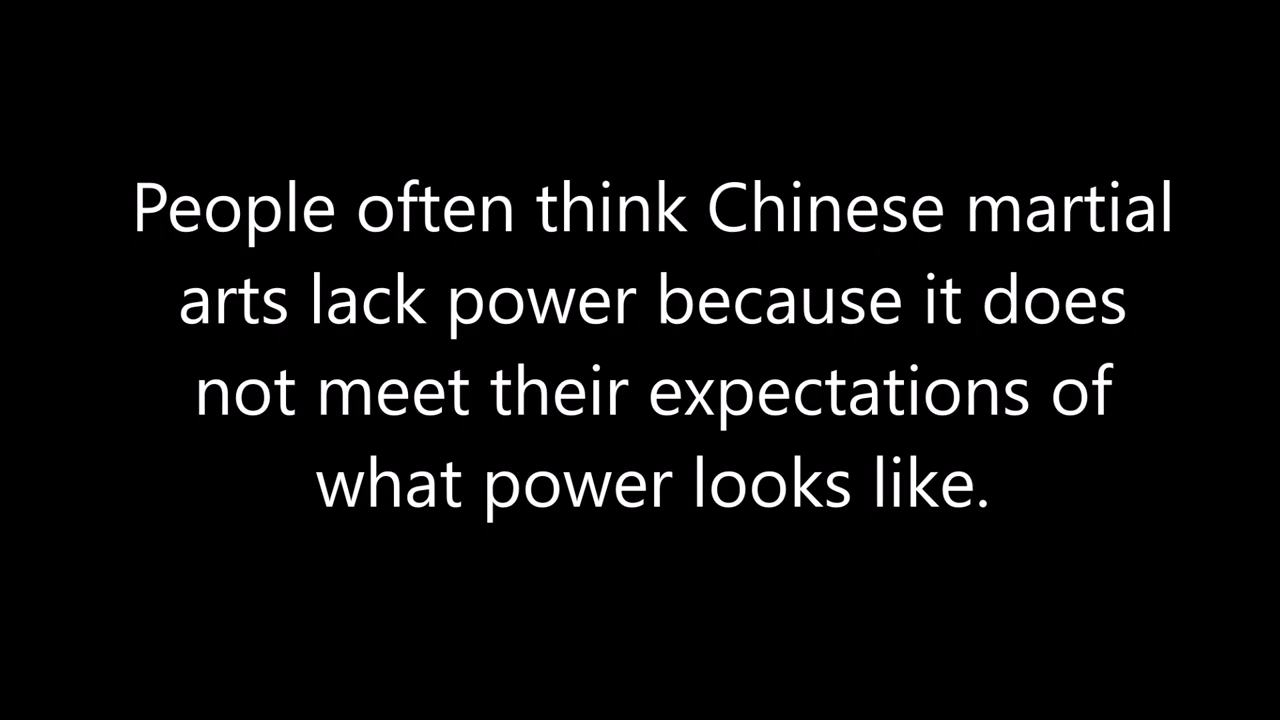 People often think Chinese martial
arts lack power because it does
not meet their expectations of
what power looks like.